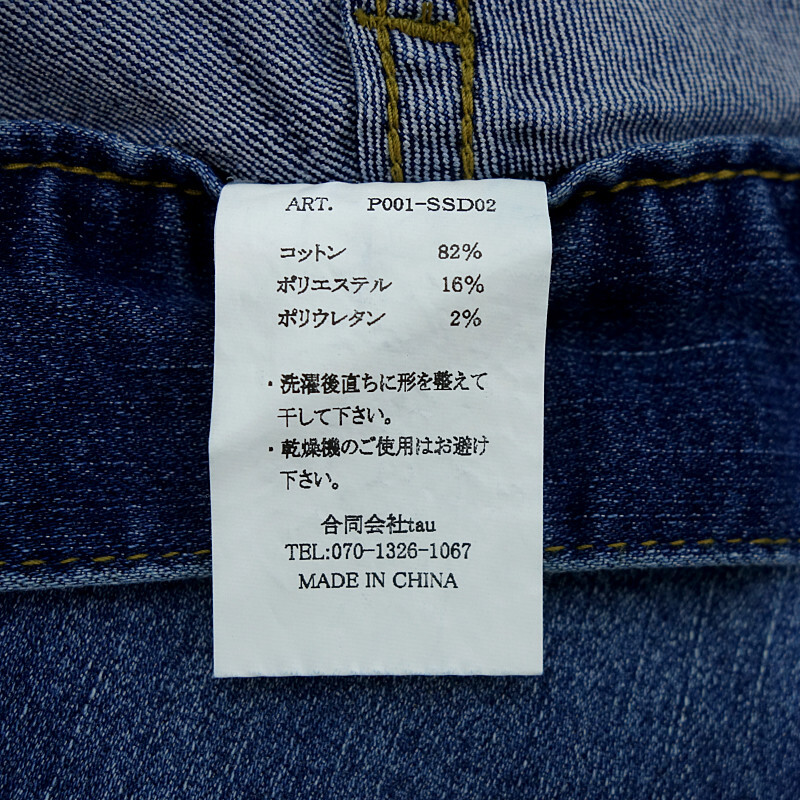 ART. P001-SSD02
コットン 82%
ポリエステル 16%
ポリウレタン 2%
・洗濯後直ちに形を整えて
干して下さい。
・乾燥機のご使用はお避け
下さい。
合同会社tau
TBL:070-1326-1067
MADE IN CHINA